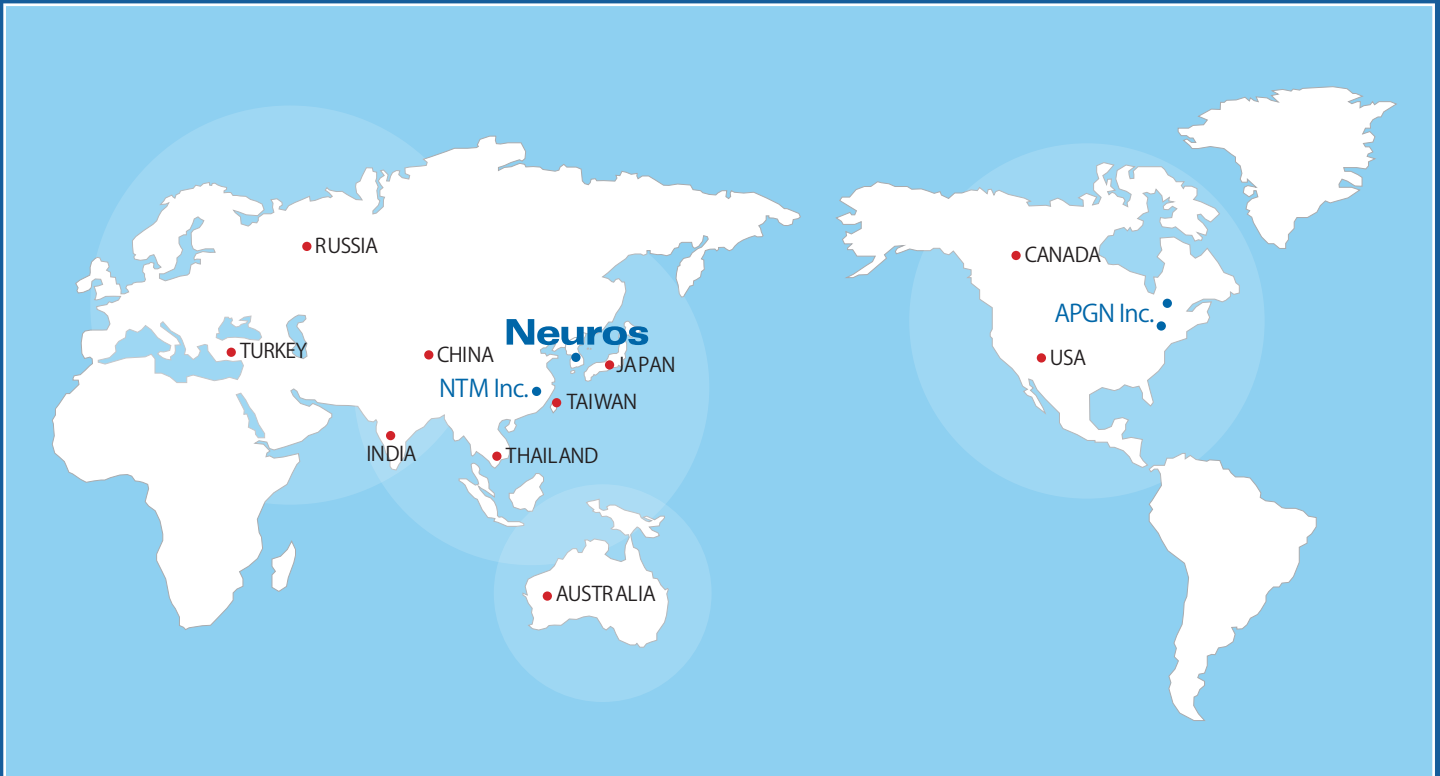 RUSSIA
CANADA
APGN Inc.
Neuros
TURKEY
CHINA
JAPAN
USA
NTM Inc.
TAIWAN
INDIA
THAILAND
AUSTRALIA